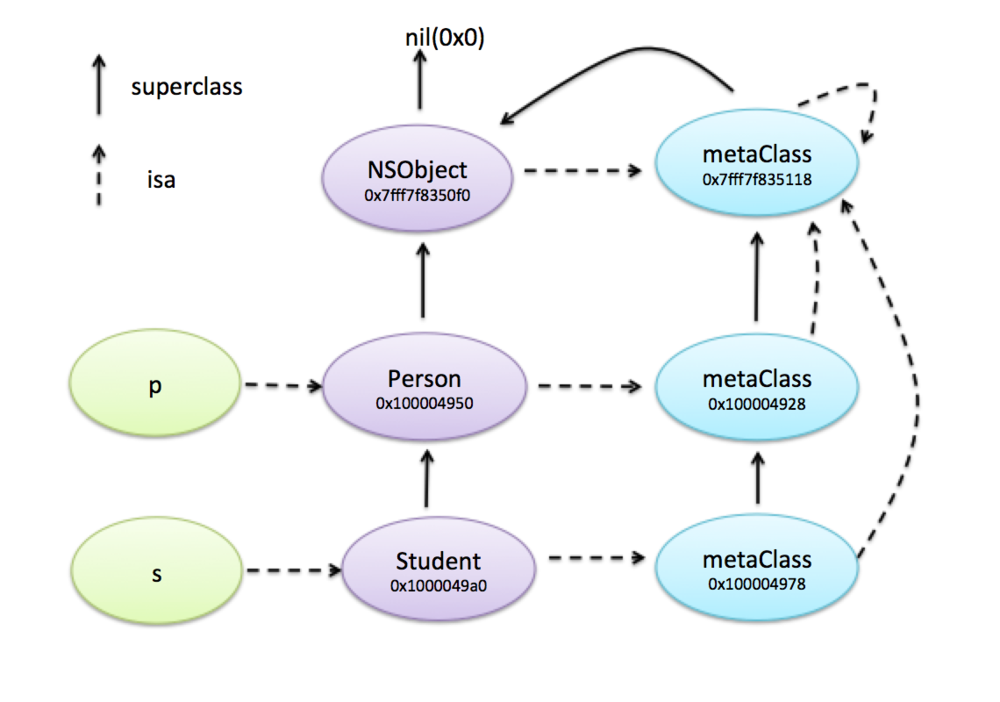 nil(0x0)
superclass
isa
NSObject
0x7fff7f8350f0
metaClass
0x7fff7f835118
p
Person
0x100004950
metaClass
0x100004928
s
Student
0x1000049a0
metaClass
0x100004978